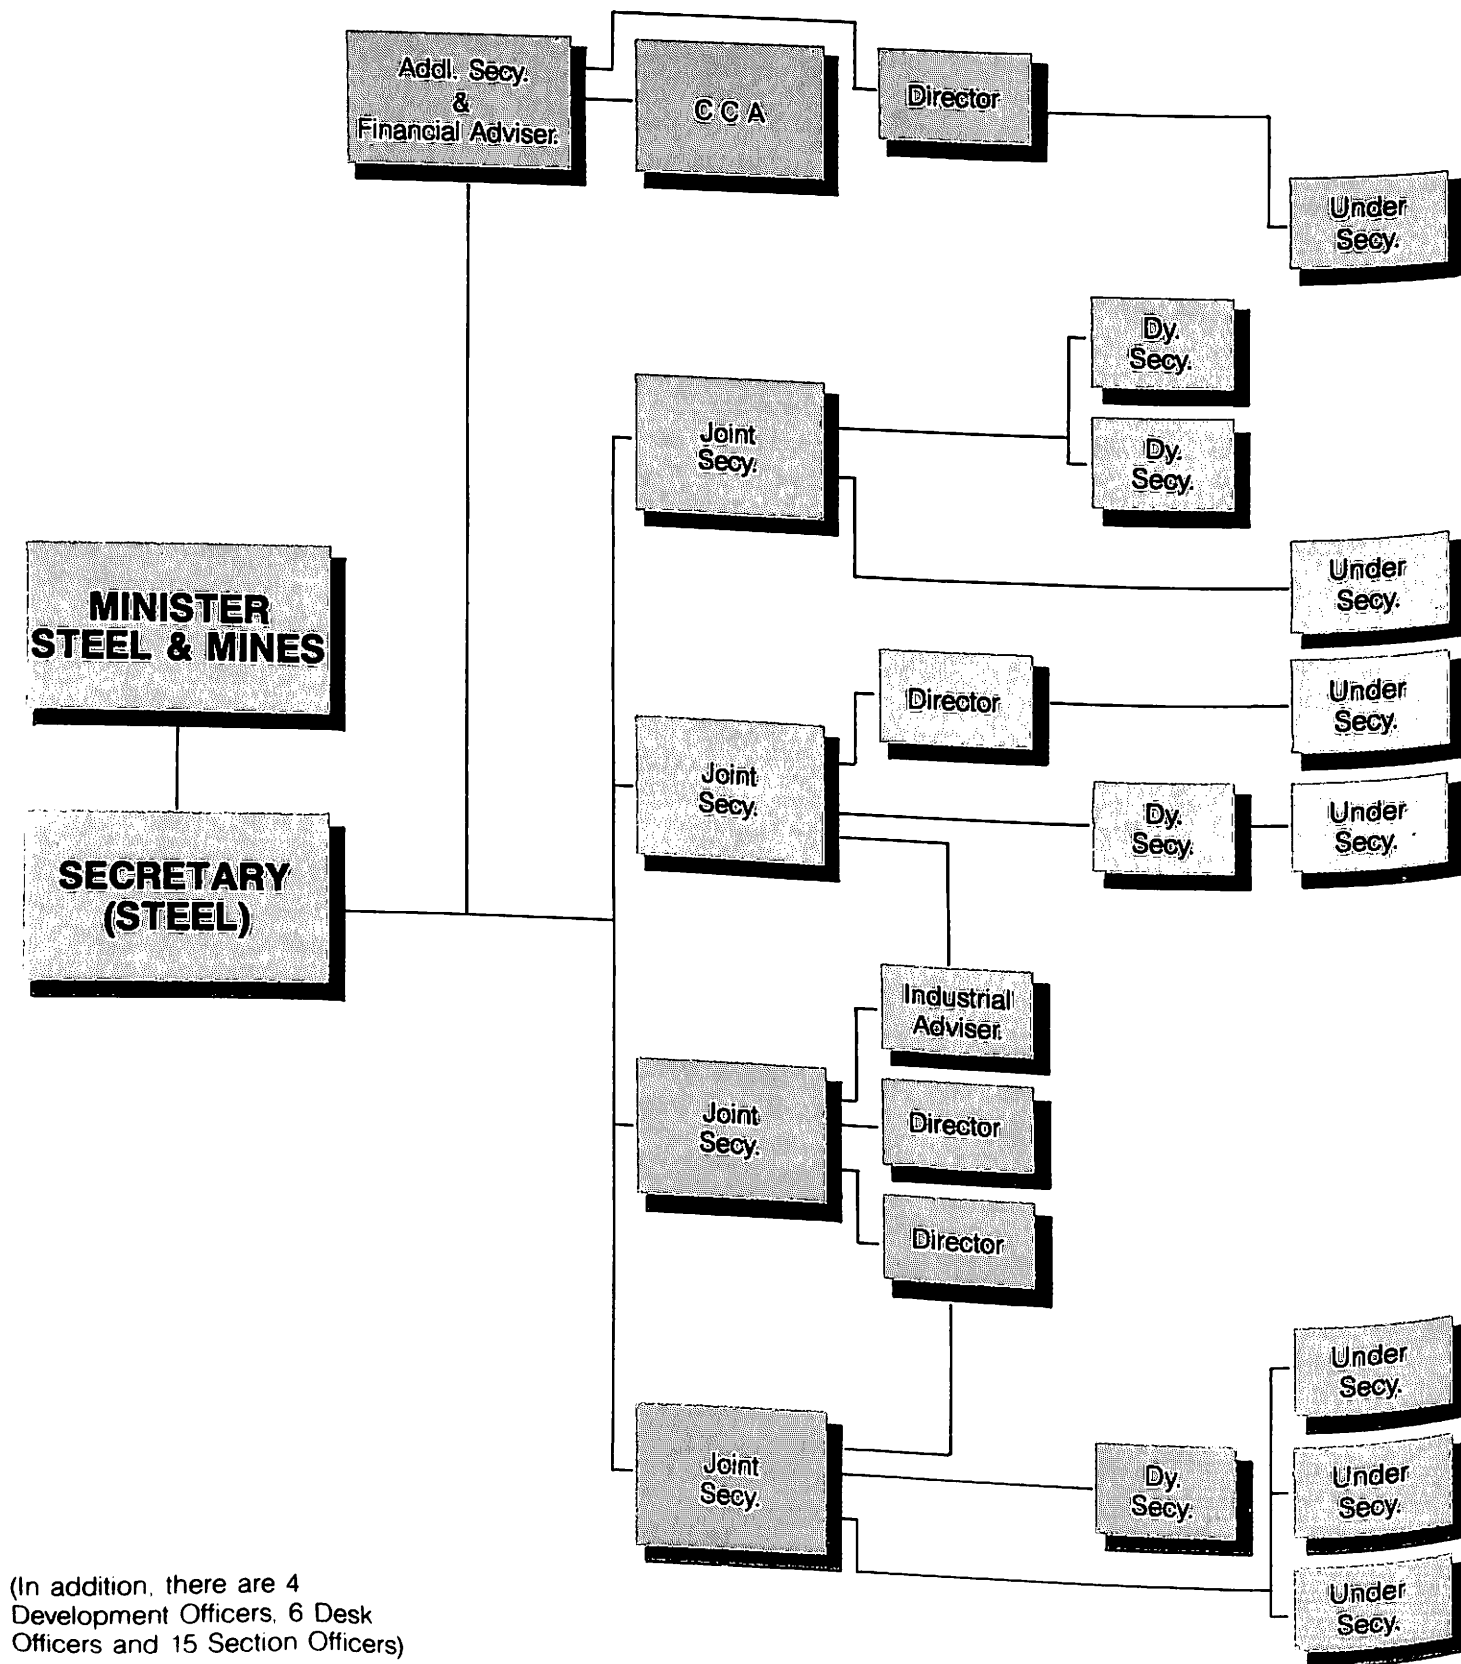 Addl. Secy.
&
Financial Adviser.
C C A
Director
Under
Secy.
Dy.
Secy.
Joint
Secy.
Dy.
Secy.
Under
Secy.
MINISTER
STEEL & MINES
Director
Under
Secy.
Joint
Secy.
Dy.
Secy.
Under
Secy.
SECRETARY
(STEEL)
Industrial
Adviser.
Joint
Secy.
Director
Director
Under
Secy.
Joint
Secy.
Dy.
Secy.
Under
Secy.
Under
Secy.
(In addition, there are 4
Development Officers, 6 Desk
Officers and 15 Section Officers)